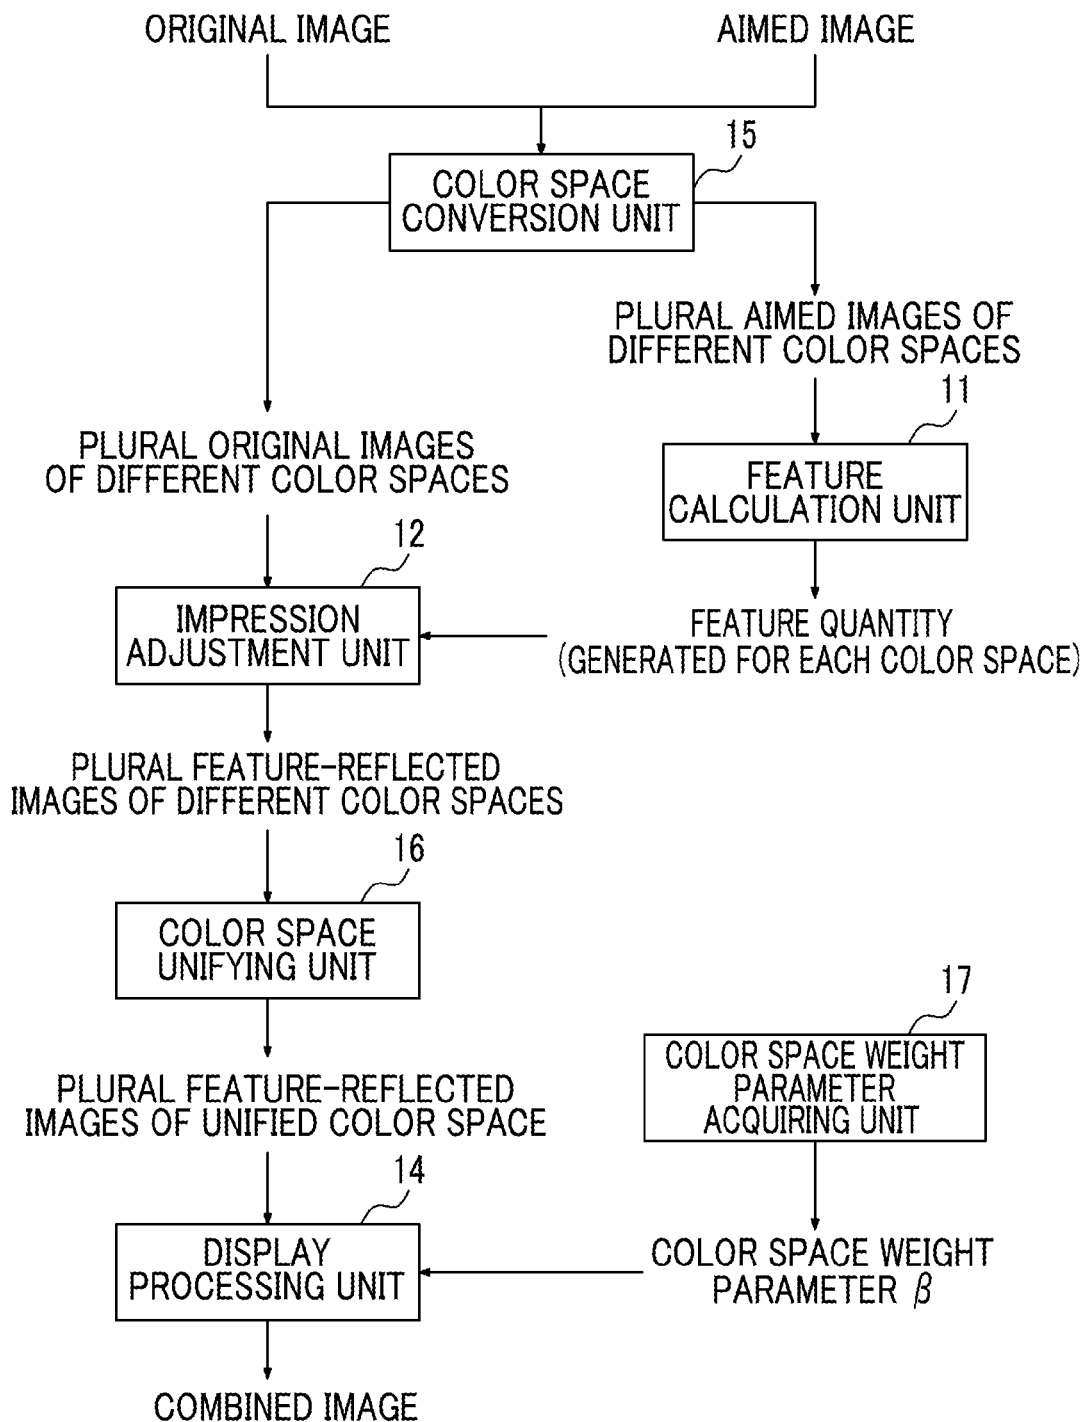 ORIGINAL IMAGE
AIMED IMAGE
15
COLOR SPACE
CONVERSION UNIT
PLURAL AIMED IMAGES OF
DIFFERENT COLOR SPACES
11
FEATURE
CALCULATION UNIT
PLURAL ORIGINAL IMAGES
OF DIFFERENT COLOR SPACES
12
IMPRESSION
ADJUSTMENT UNIT
FEATURE QUANTITY
(GENERATED FOR EACH COLOR SPACE)
PLURAL FEATURE-REFLECTED
IMAGES OF DIFFERENT COLOR SPACES
16
COLOR SPACE
UNIFYING UNIT
17
COLOR SPACE WEIGHT
PARAMETER
ACQUIRING UNIT
PLURAL FEATURE-REFLECTED
IMAGES OF UNIFIED COLOR SPACE
14
DISPLAY
PROCESSING UNIT
COLOR SPACE WEIGHT
PARAMETER β
COMBINED IMAGE